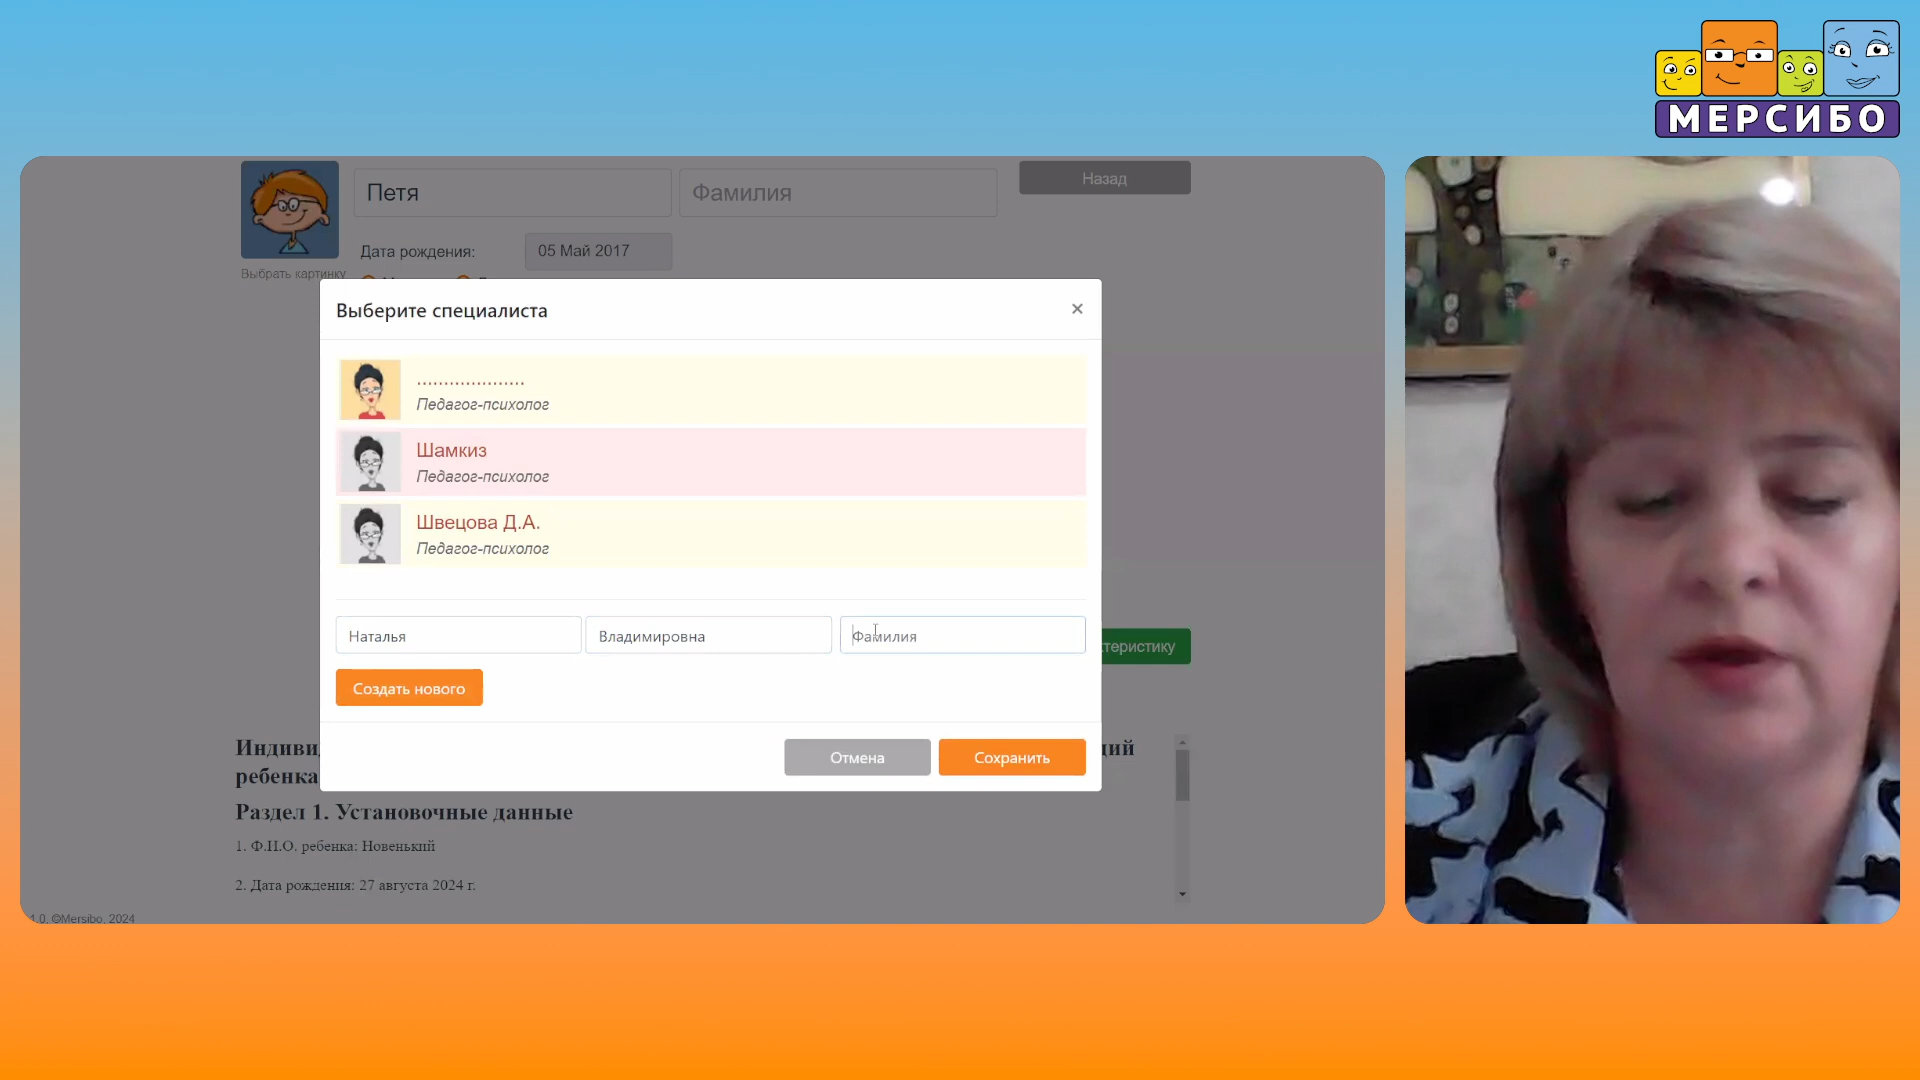 МЕРСИБО
Петя
Фамилия
Назад
Дата рождения:
05 Май 2017
Выбрать картинку
Выберите специалиста
×
....................
Педагог-психолог
Шамкиз
Педагог-психолог
Швецова Д.А.
Педагог-психолог
Наталья
Владимировна
Фамилия
теристику
Создать нового
Отмена
Сохранить
Индиви
ций
ребенка
Раздел 1. Установочные данные
1. Ф.И.О. ребенка: Новенький
2. Дата рождения: 27 августа 2024 г.
1.0, ©Mersibo, 2024